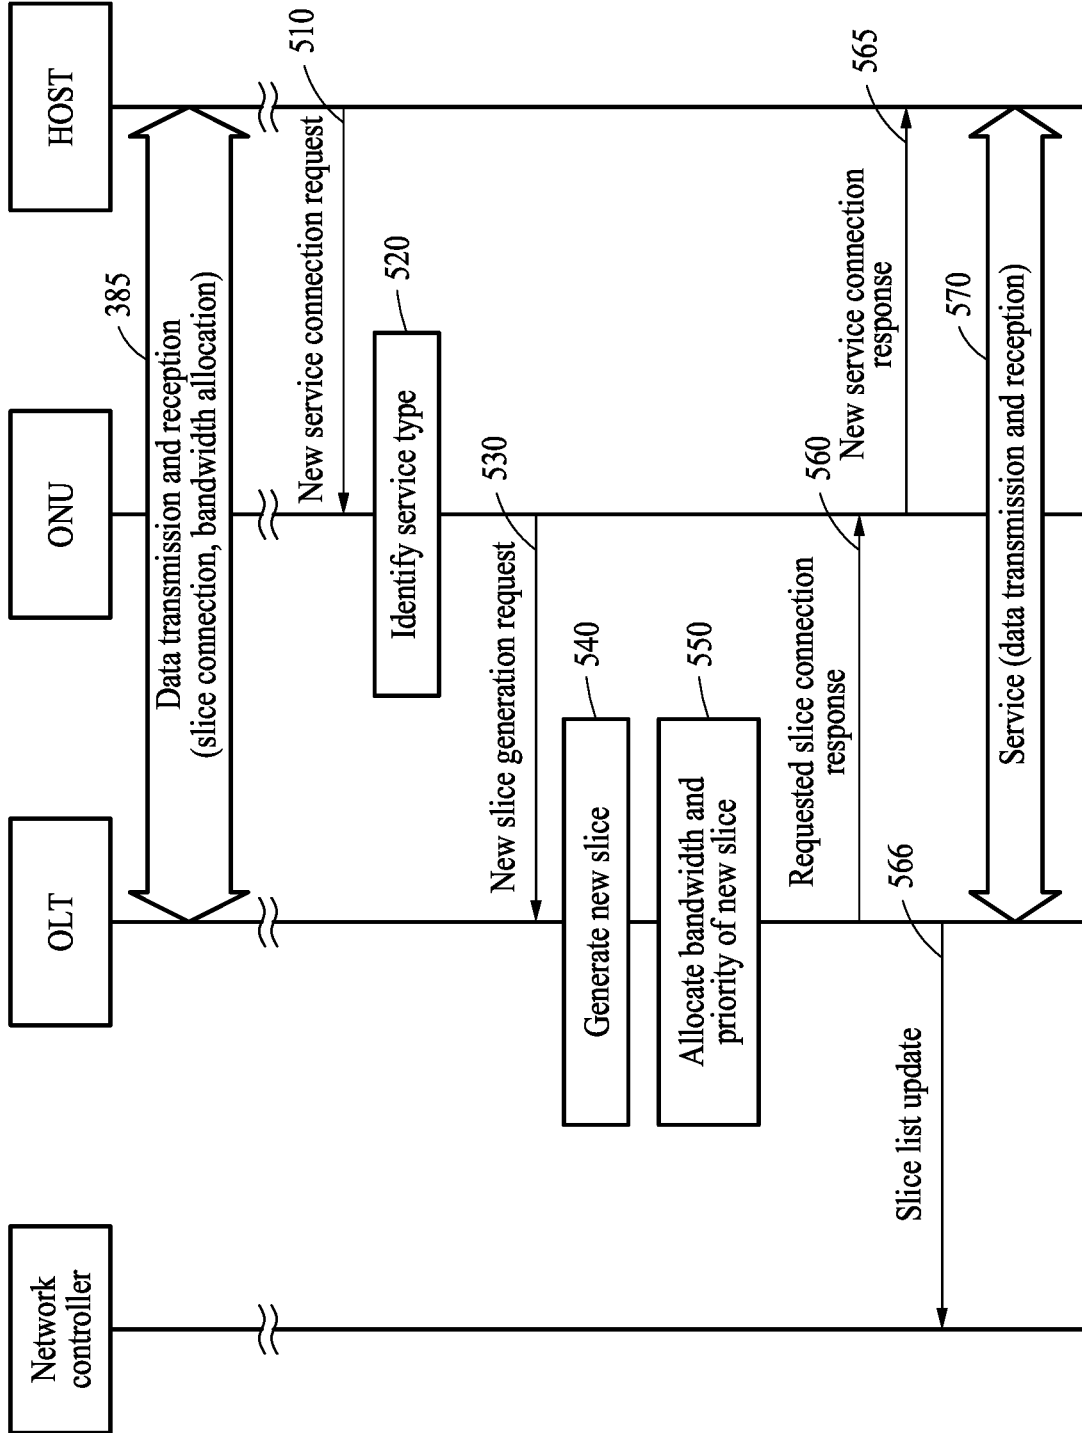 Network
controller
OLT
ONU
HOST
385
Data transmission and reception
(slice connection, bandwidth allocation)
510
New service connection request
520
Identify service type
530
New slice generation request
540
Generate new slice
550
Allocate bandwidth and
priority of new slice
560
Requested slice connection
response
565
New service connection
response
566
Slice list update
570
Service (data transmission and reception)